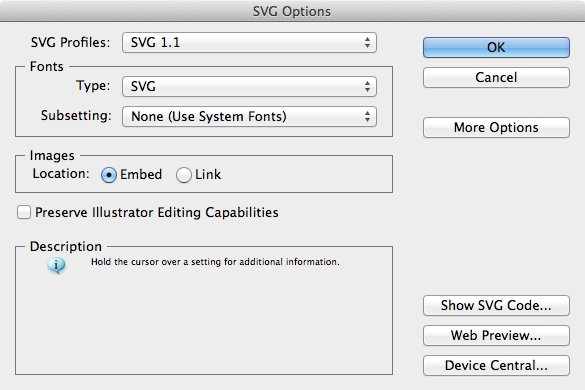 SVG Options
SVG Profiles: SVG 1.1
OK
Fonts
Type: SVG
Cancel
Subsetting: None (Use System Fonts)
More Options
Images
Location: Embed Link
Preserve Illustrator Editing Capabilities
Description
Hold the cursor over a setting for additional information.
Show SVG Code...
Web Preview...
Device Central...